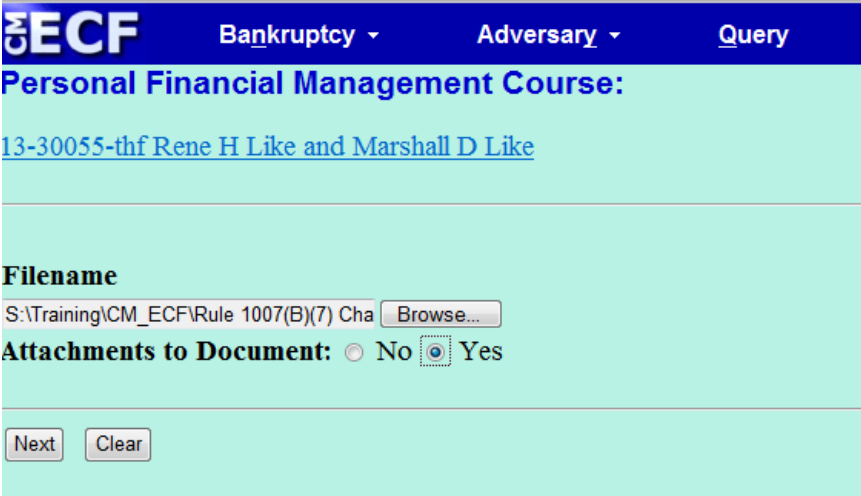 CM ECF Bankruptcy Adversary Query
Personal Financial Management Course:
13-30055-thf Rene H Like and Marshall D Like
Filename
S:\Training\CM_ECF\Rule 1007(B)(7) Cha Browse...
Attachments to Document: No Yes
Next Clear